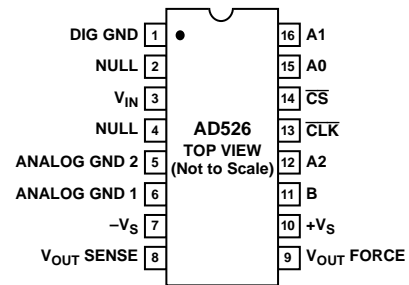 DIG GND 1 16 A1
NULL 2 15 A0
VIN 3 14 CS
NULL 4 13 CLK
AD526
TOP VIEW
(Not to Scale)
ANALOG GND 2 5 12 A2
ANALOG GND 1 6 11 B
–VS 7 10 +VS
VOUT SENSE 8 9 VOUT FORCE